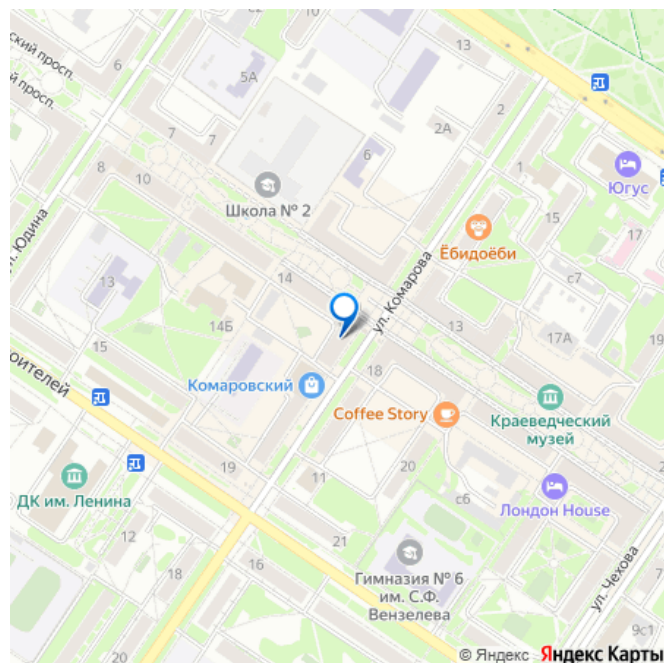 10
13
ский просп.
6
5А
й просп.
2
2А
7
7
6
8
10
1
Югус
Школа № 2
15
17
ул. Юдина
Ёбидоёби
ул. Комарова
с7
13
14
14Б
13
17А
15
роителей
Комаровский
18
Coffee Story
Краеведческий
музей
19
11
20
ДК им. Ленина
с6
Лондон House
12
21
18
16
Гимназия № 6
им. С.Ф.
Вензелева
ул. Чехова
9с1
20
22
© Яндекс Яндекс Карты